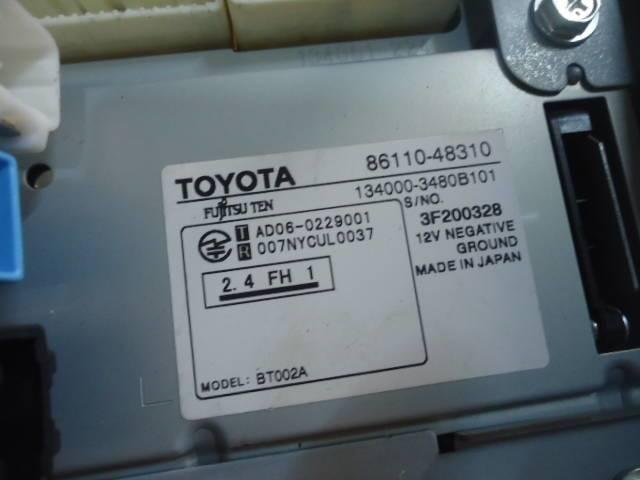 TOYOTA
86110-48310
FUJITSU TEN
134000-3480B101
S/NO.
3F200328
12V NEGATIVE
GROUND
MADE IN JAPAN
T AD06-0229001
R 007NYCUL0037
2.4 FH 1
MODEL: BT002A